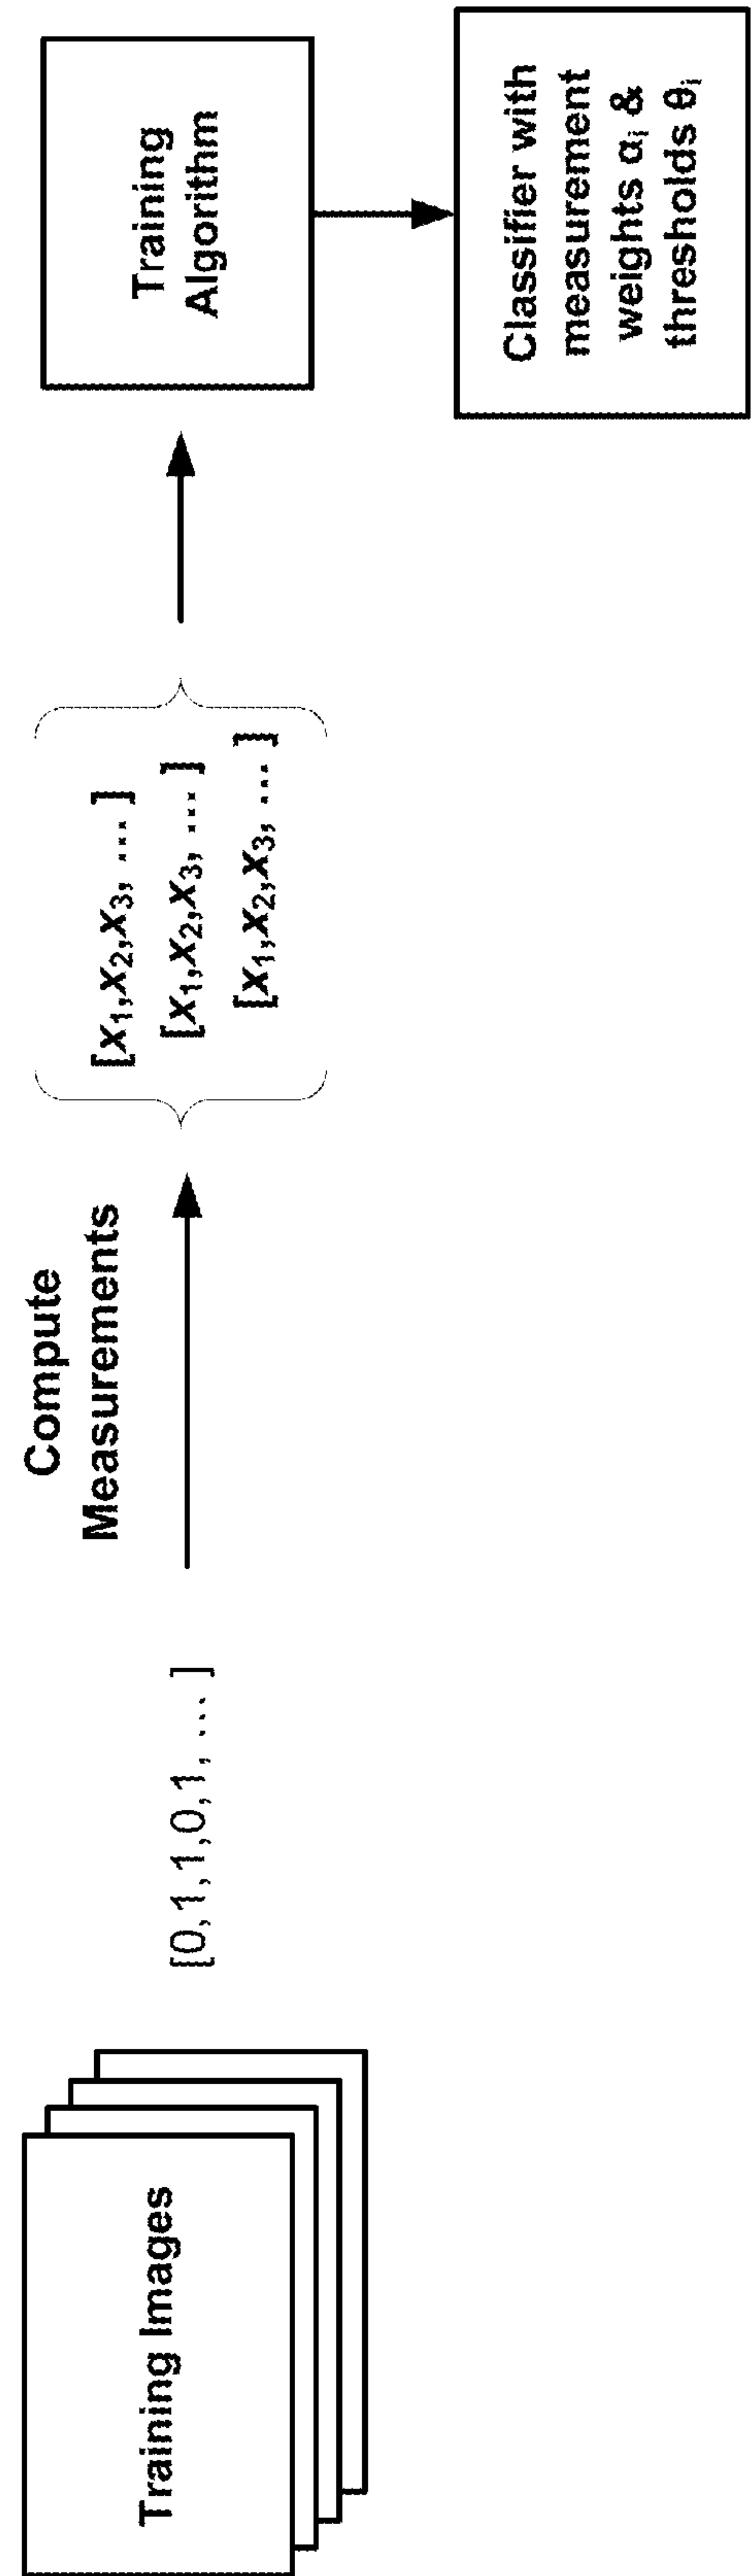 Training Images
[0,1,1,0,1, ... ]
Compute
Measurements
[x₁,x₂,x₃, ... ]
[x₁,x₂,x₃, ... ]
[x₁,x₂,x₃, ... ]
Training
Algorithm
Classifier with
measurement
weights αᵢ &
thresholds θᵢ